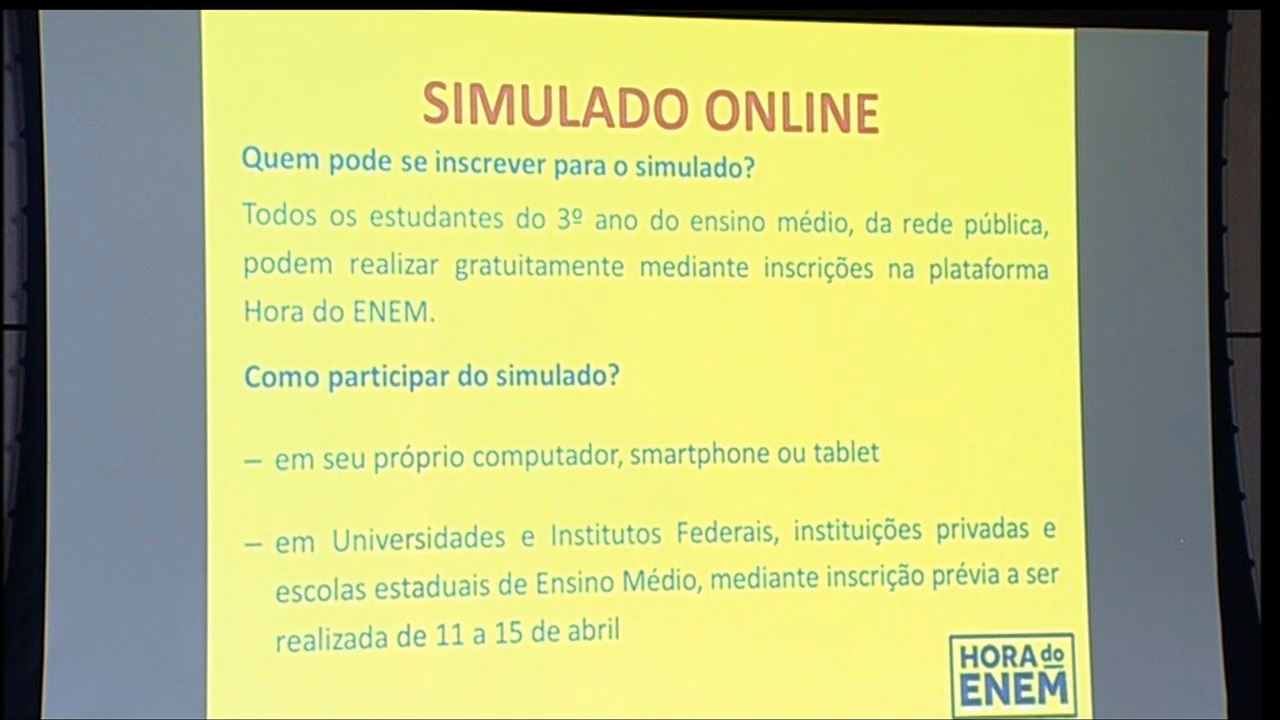 SIMULADO ONLINE
Quem pode se inscrever para o simulado?
Todos os estudantes do 3º ano do ensino médio, da rede pública,
podem realizar gratuitamente mediante inscrições na plataforma
Hora do ENEM.
Como participar do simulado?
– em seu próprio computador, smartphone ou tablet
– em Universidades e Institutos Federais, instituições privadas e
escolas estaduais de Ensino Médio, mediante inscrição prévia a ser
realizada de 11 a 15 de abril
HORA do
ENEM